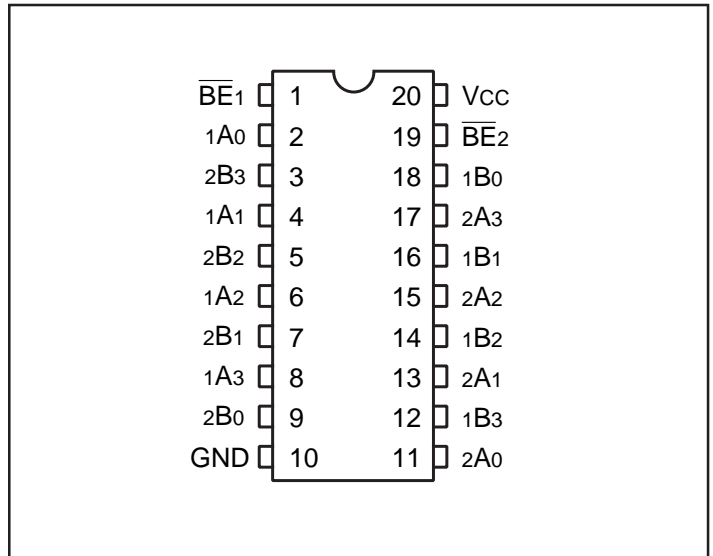 B̅E̅1 1 20 VCC
1A0 2 19 B̅E̅2
2B3 3 18 1B0
1A1 4 17 2A3
2B2 5 16 1B1
1A2 6 15 2A2
2B1 7 14 1B2
1A3 8 13 2A1
2B0 9 12 1B3
GND 10 11 2A0